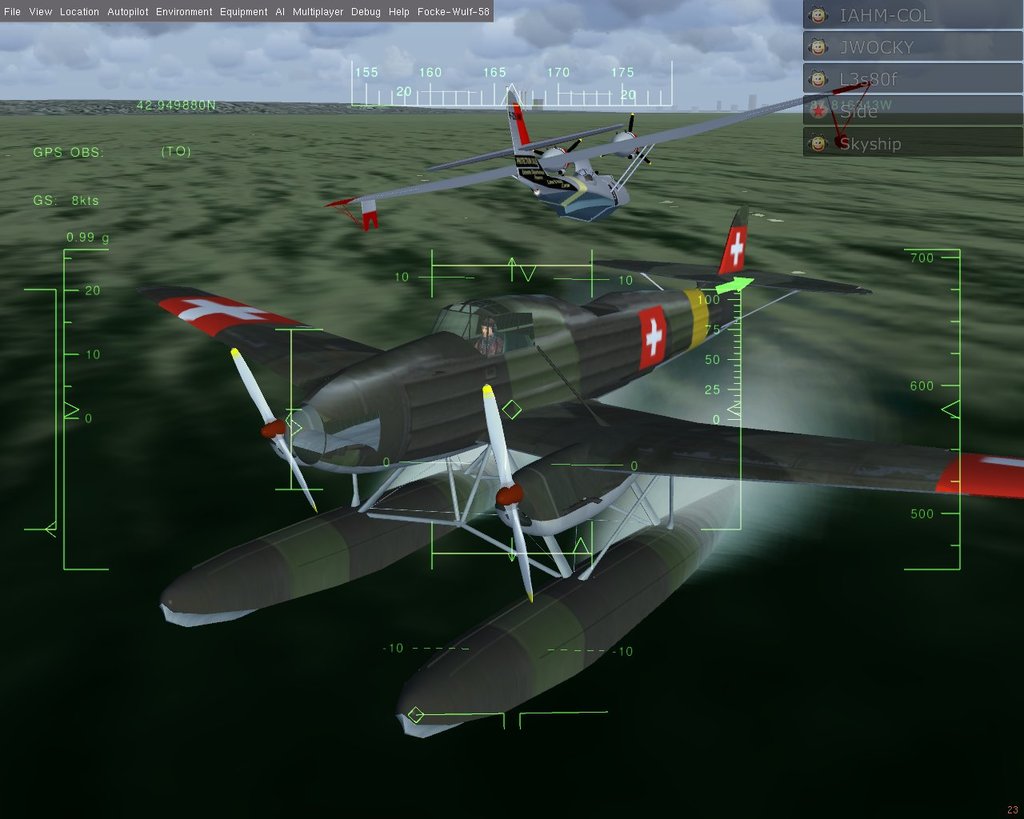 File View Location Autopilot Environment Equipment AI Multiplayer Debug Help Focke-Wulf-58
IAHM-COL
JWOCKY
L3s80f
Side
Skyship
155 160 165 170 175
20 20
42.949880N
GPS OBS: (TO)
GS: 8kts
0.99 g
20
10
0
10 10
0 0
-10 -10
100
75
50
25
0
700
600
500
23